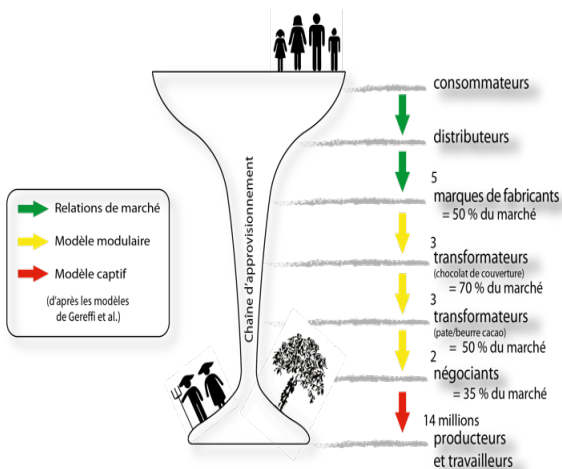 consommateurs
distributeurs
5
marques de fabricants
= 50 % du marché
3
transformateurs
(chocolat de couverture)
= 70 % du marché
3
transformateurs
(pate/beurre cacao)
= 50 % du marché
2
négociants
= 35 % du marché
14 millions
producteurs
et travailleurs
Chaîne d'approvisionnement
Relations de marché
Modèle modulaire
Modèle captif
(d'après les modèles
de Gereffi et al.)